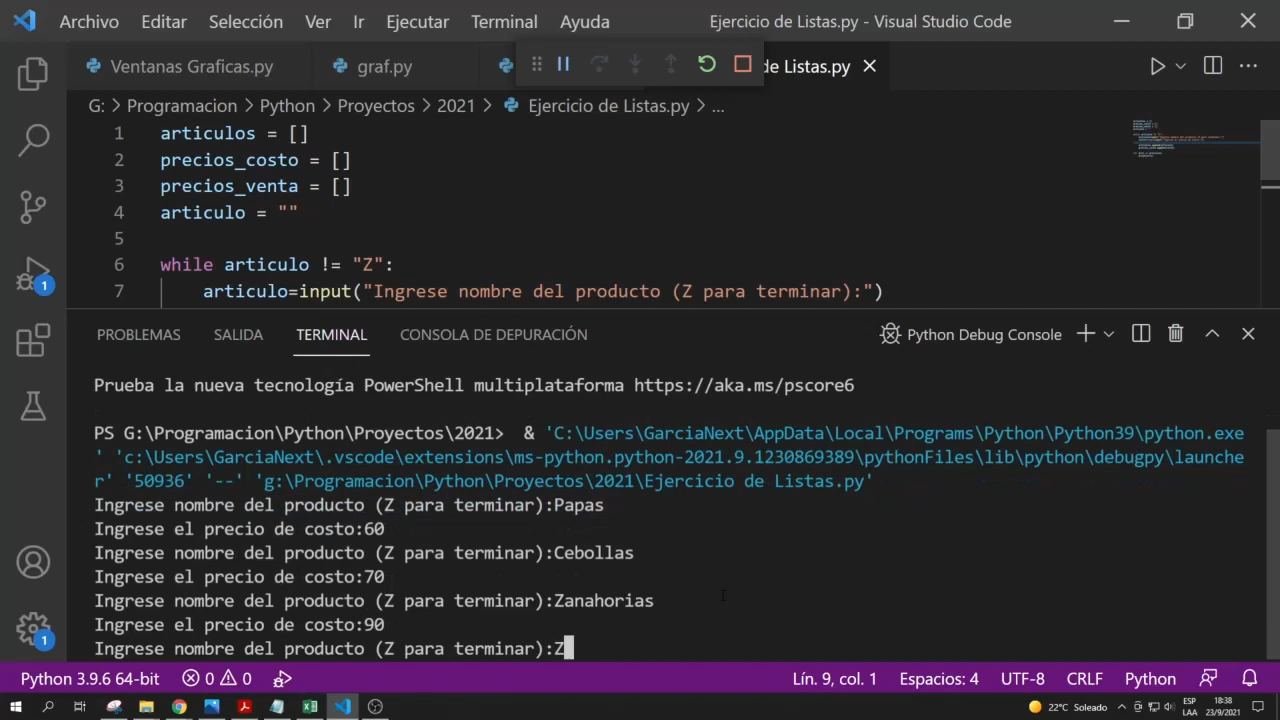 Archivo Editar Selección Ver Ir Ejecutar Terminal Ayuda Ejercicio de Listas.py - Visual Studio Code
Ventanas Graficas.py graf.py de Listas.py
G: > Programacion > Python > Proyectos > 2021 > Ejercicio de Listas.py > ...
1 articulos = []
2 precios_costo = []
3 precios_venta = []
4 articulo = ""
5
6 while articulo != "Z":
7 articulo=input("Ingrese nombre del producto (Z para terminar):")
PROBLEMAS SALIDA TERMINAL CONSOLA DE DEPURACIÓN Python Debug Console
Prueba la nueva tecnología PowerShell multiplataforma https://aka.ms/pscore6
PS G:\Programacion\Python\Proyectos\2021> & 'C:\Users\GarciaNext\AppData\Local\Programs\Python\Python39\python.exe
' 'c:\Users\GarciaNext\.vscode\extensions\ms-python.python-2021.9.1230869389\pythonFiles\lib\python\debugpy\launche
r' '50936' '--' 'g:\Programacion\Python\Proyectos\2021\Ejercicio de Listas.py'
Ingrese nombre del producto (Z para terminar):Papas
Ingrese el precio de costo:60
Ingrese nombre del producto (Z para terminar):Cebollas
Ingrese el precio de costo:70
Ingrese nombre del producto (Z para terminar):Zanahorias
Ingrese el precio de costo:90
Ingrese nombre del producto (Z para terminar):Z
1
1
Python 3.9.6 64-bit 0 0 Lín. 9, col. 1 Espacios: 4 UTF-8 CRLF Python
22°C Soleado ESP 18:38
LAA 23/9/2021